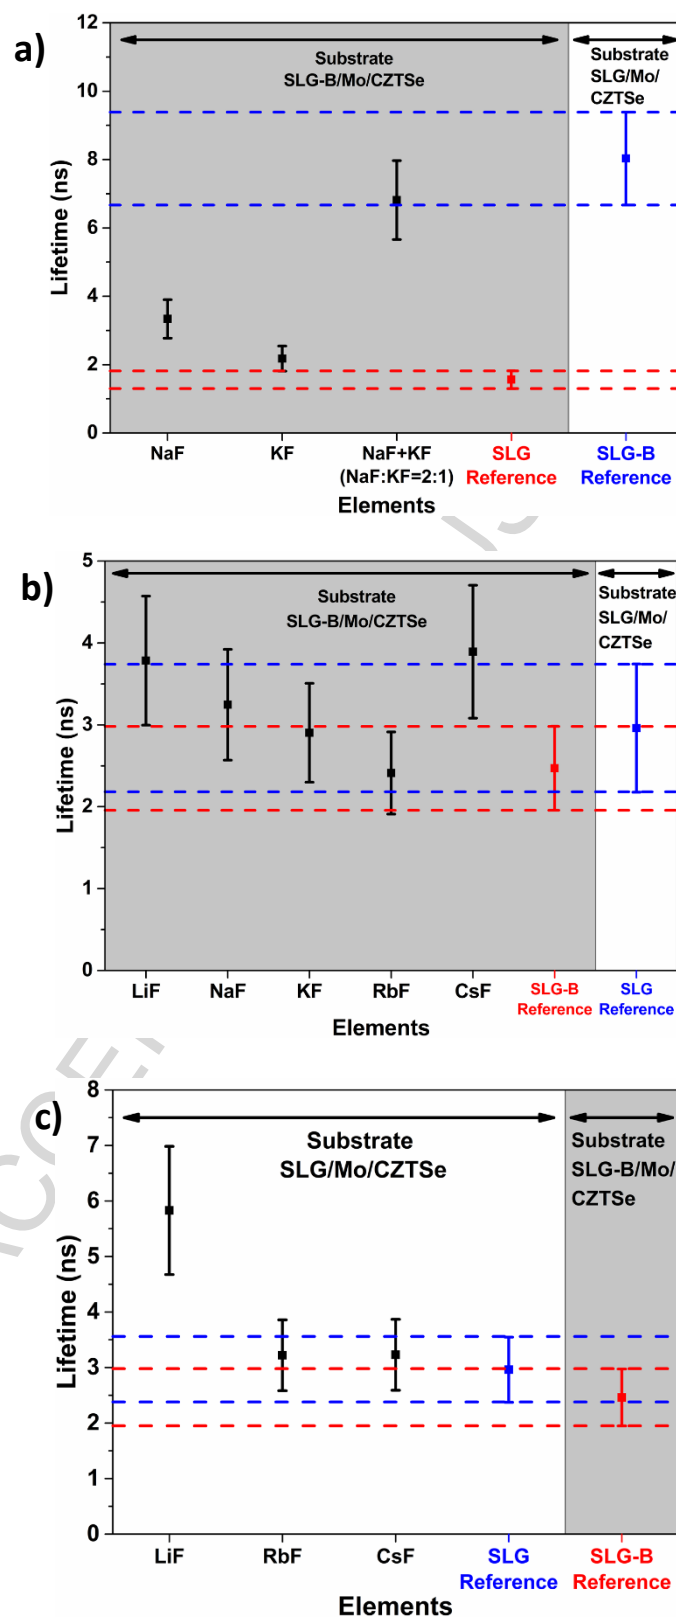 a)
12
10
8
6
4
2
0
Lifetime (ns)
Substrate
SLG-B/Mo/CZTSe
Substrate
SLG/Mo/
CZTSe
NaF KF NaF+KF SLG SLG-B
(NaF:KF=2:1) Reference Reference
Elements
b)
5
4
3
2
1
0
Lifetime (ns)
Substrate
SLG-B/Mo/CZTSe
Substrate
SLG/Mo/
CZTSe
LiF NaF KF RbF CsF SLG-B SLG
Reference Reference
Elements
c)
8
7
6
5
4
3
2
1
0
Lifetime (ns)
Substrate
SLG/Mo/CZTSe
Substrate
SLG-B/Mo/
CZTSe
LiF RbF CsF SLG SLG-B
Reference Reference
Elements